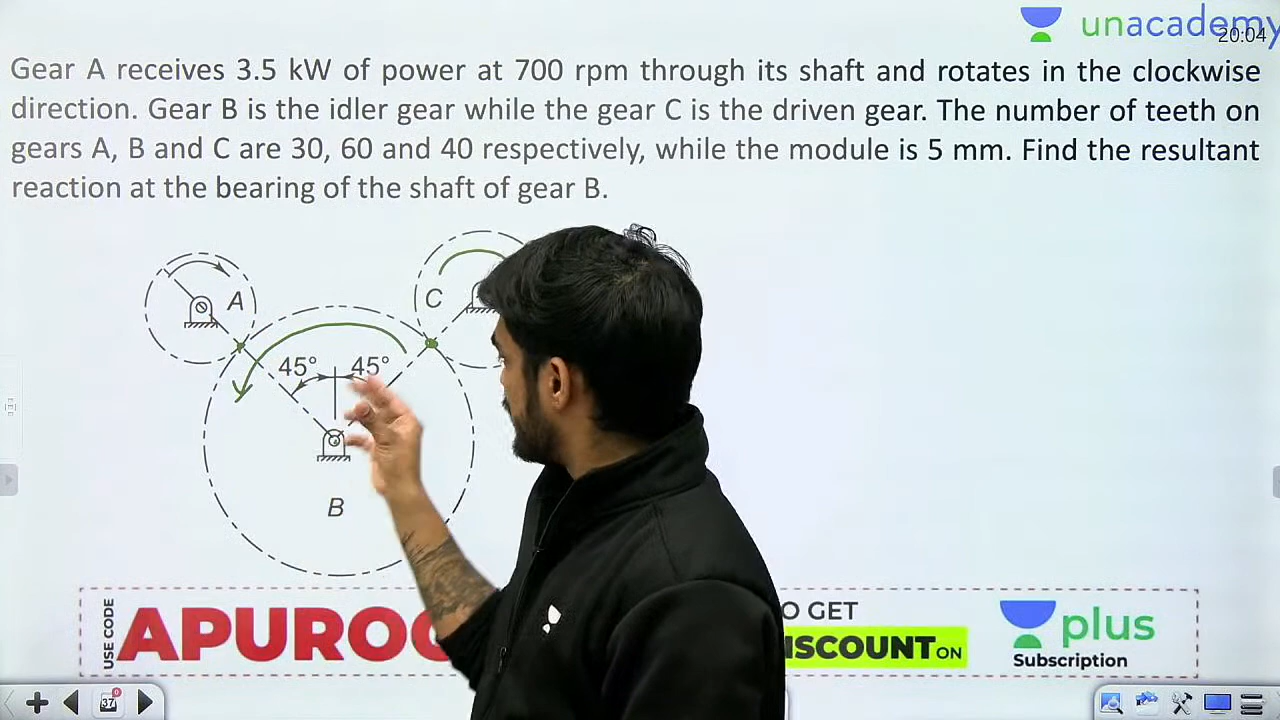 unacademy
20:04
Gear A receives 3.5 kW of power at 700 rpm through its shaft and rotates in the clockwise
direction. Gear B is the idler gear while the gear C is the driven gear. The number of teeth on
gears A, B and C are 30, 60 and 40 respectively, while the module is 5 mm. Find the resultant
reaction at the bearing of the shaft of gear B.
A
C
45° 45°
B
USE CODE
TO GET
ON
plus
Subscription
37
0